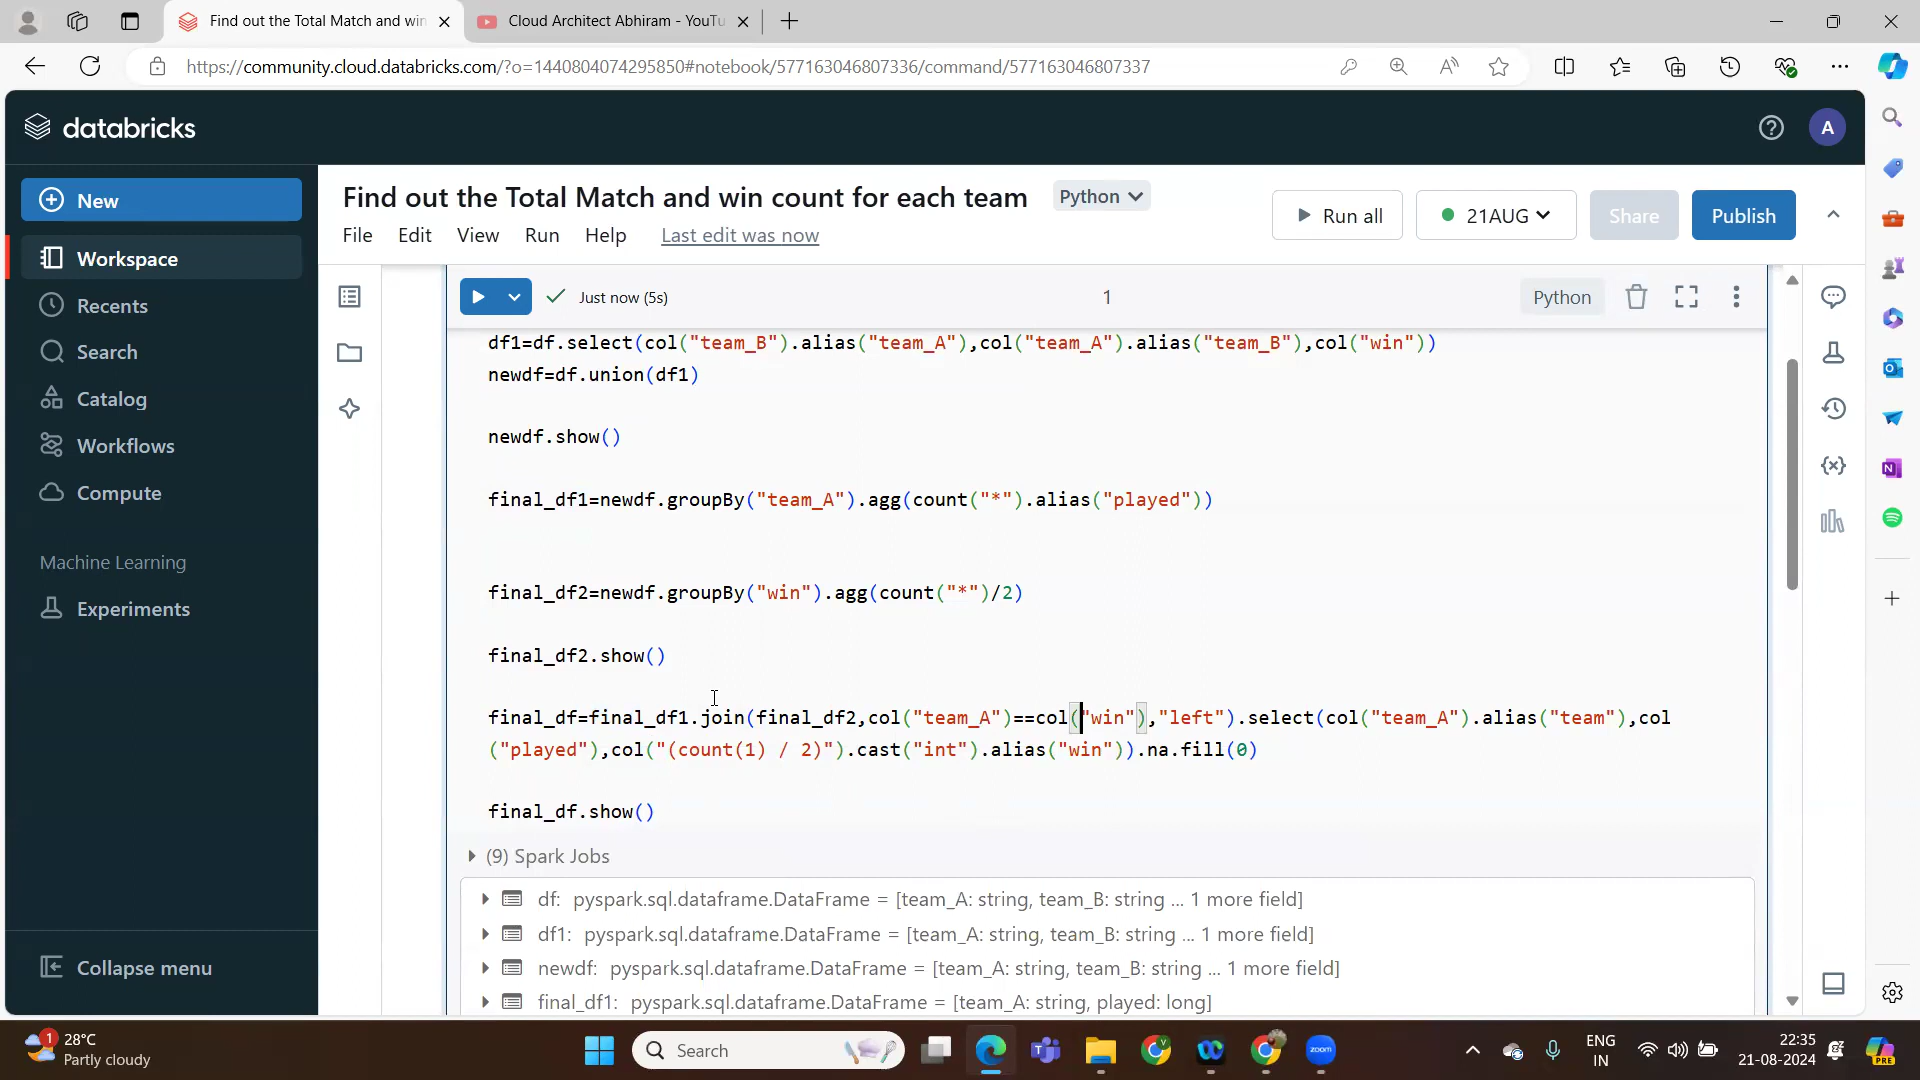 Find out the Total Match and win
Cloud Architect Abhiram - YouTu
https://community.cloud.databricks.com/?o=1440804074295850#notebook/577163046807336/command/577163046807337
databricks
A
New
Workspace
Recents
Search
Catalog
Workflows
Compute
Machine Learning
Experiments
Collapse menu
Find out the Total Match and win count for each team
Python
File Edit View Run Help Last edit was now
Run all
21AUG
Share
Publish
Just now (5s)
1
Python
df1=df.select(col("team_B").alias("team_A"),col("team_A").alias("team_B"),col("win"))
newdf=df.union(df1)
newdf.show()
final_df1=newdf.groupBy("team_A").agg(count("*").alias("played"))
final_df2=newdf.groupBy("win").agg(count("*")/2)
final_df2.show()
final_df=final_df1.join(final_df2,col("team_A")==col("win"),"left").select(col("team_A").alias("team"),col
("played"),col("(count(1) / 2)").cast("int").alias("win")).na.fill(0)
final_df.show()
(9) Spark Jobs
df: pyspark.sql.dataframe.DataFrame = [team_A: string, team_B: string ... 1 more field]
df1: pyspark.sql.dataframe.DataFrame = [team_A: string, team_B: string ... 1 more field]
newdf: pyspark.sql.dataframe.DataFrame = [team_A: string, team_B: string ... 1 more field]
final_df1: pyspark.sql.dataframe.DataFrame = [team_A: string, played: long]
1
28°C
Partly cloudy
Search
zoom
ENG
IN
22:35
21-08-2024
PRE